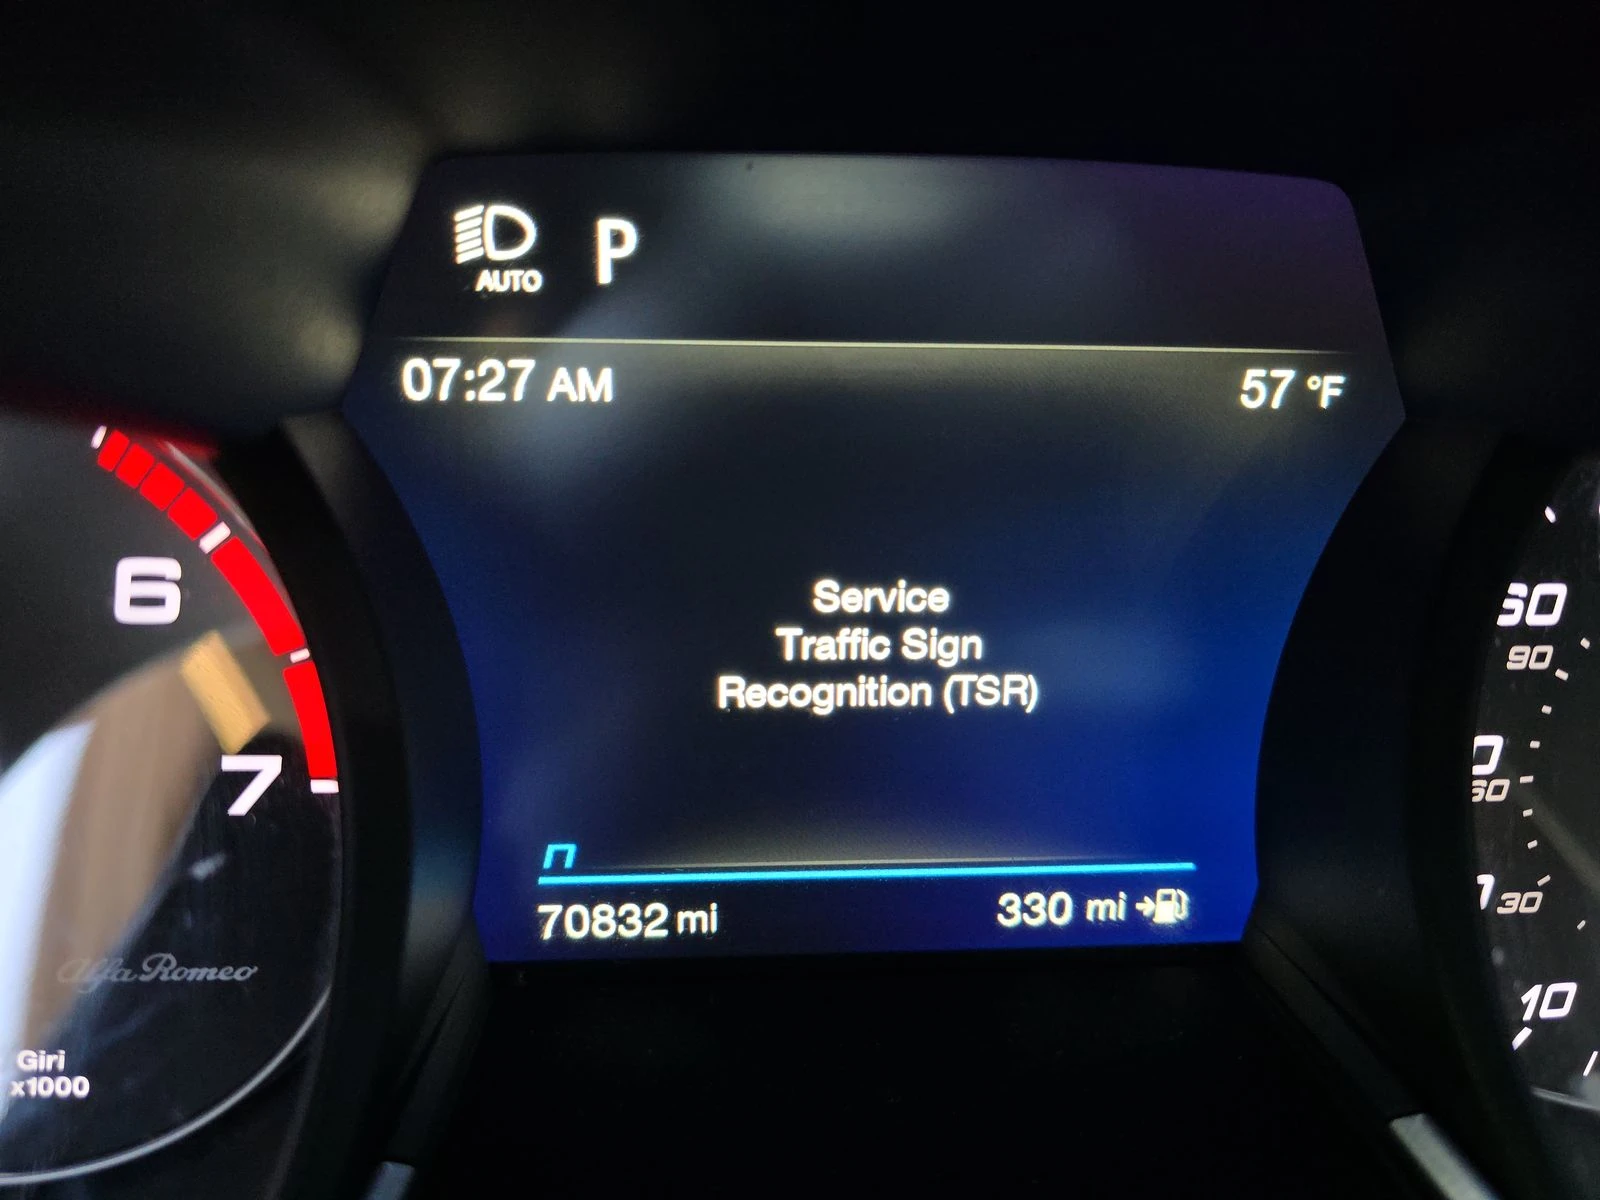 AUTO P
07:27 AM
57 °F
Service
Traffic Sign
Recognition (TSR)
70832 mi
330 mi
6
7
Alfa Romeo
Giri
x1000
90
30
10